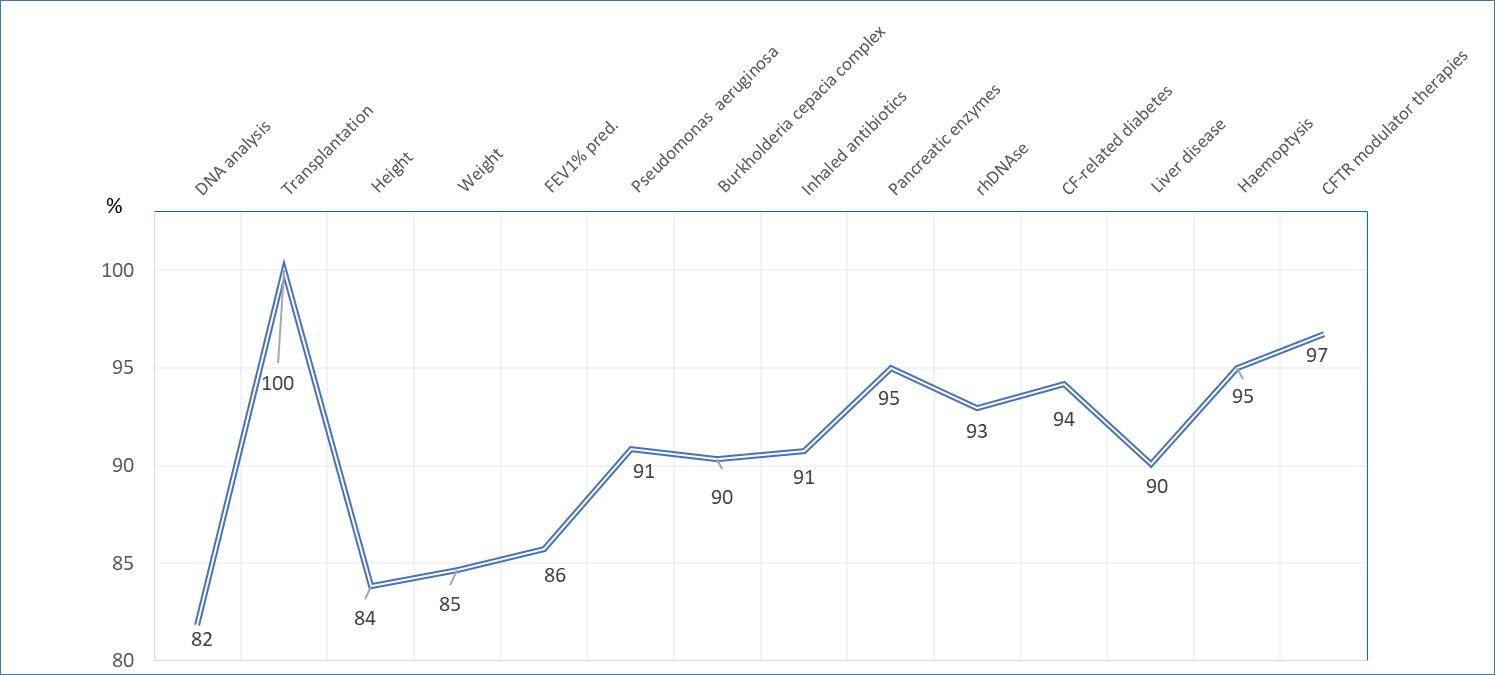 DNA analysis
Transplantation
Height
Weight
FEV1% pred.
Pseudomonas aeruginosa
Burkholderia cepacia complex
Inhaled antibiotics
Pancreatic enzymes
rhDNAse
CF-related diabetes
Liver disease
Haemoptysis
CFTR modulator therapies
%
100
95
90
85
80
82
100
84
85
86
91
90
91
95
93
94
90
95
97